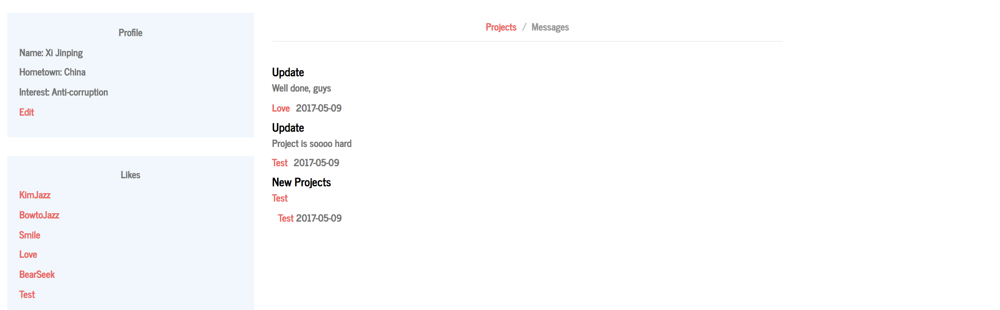 Profile
Name: Xi Jinping
Hometown: China
Interest: Anti-corruption
Edit
Likes
KimJazz
BowtoJazz
Smile
Love
BearSeek
Test
Projects / Messages
Update
Well done, guys
Love 2017-05-09
Update
Project is soooo hard
Test 2017-05-09
New Projects
Test
Test 2017-05-09